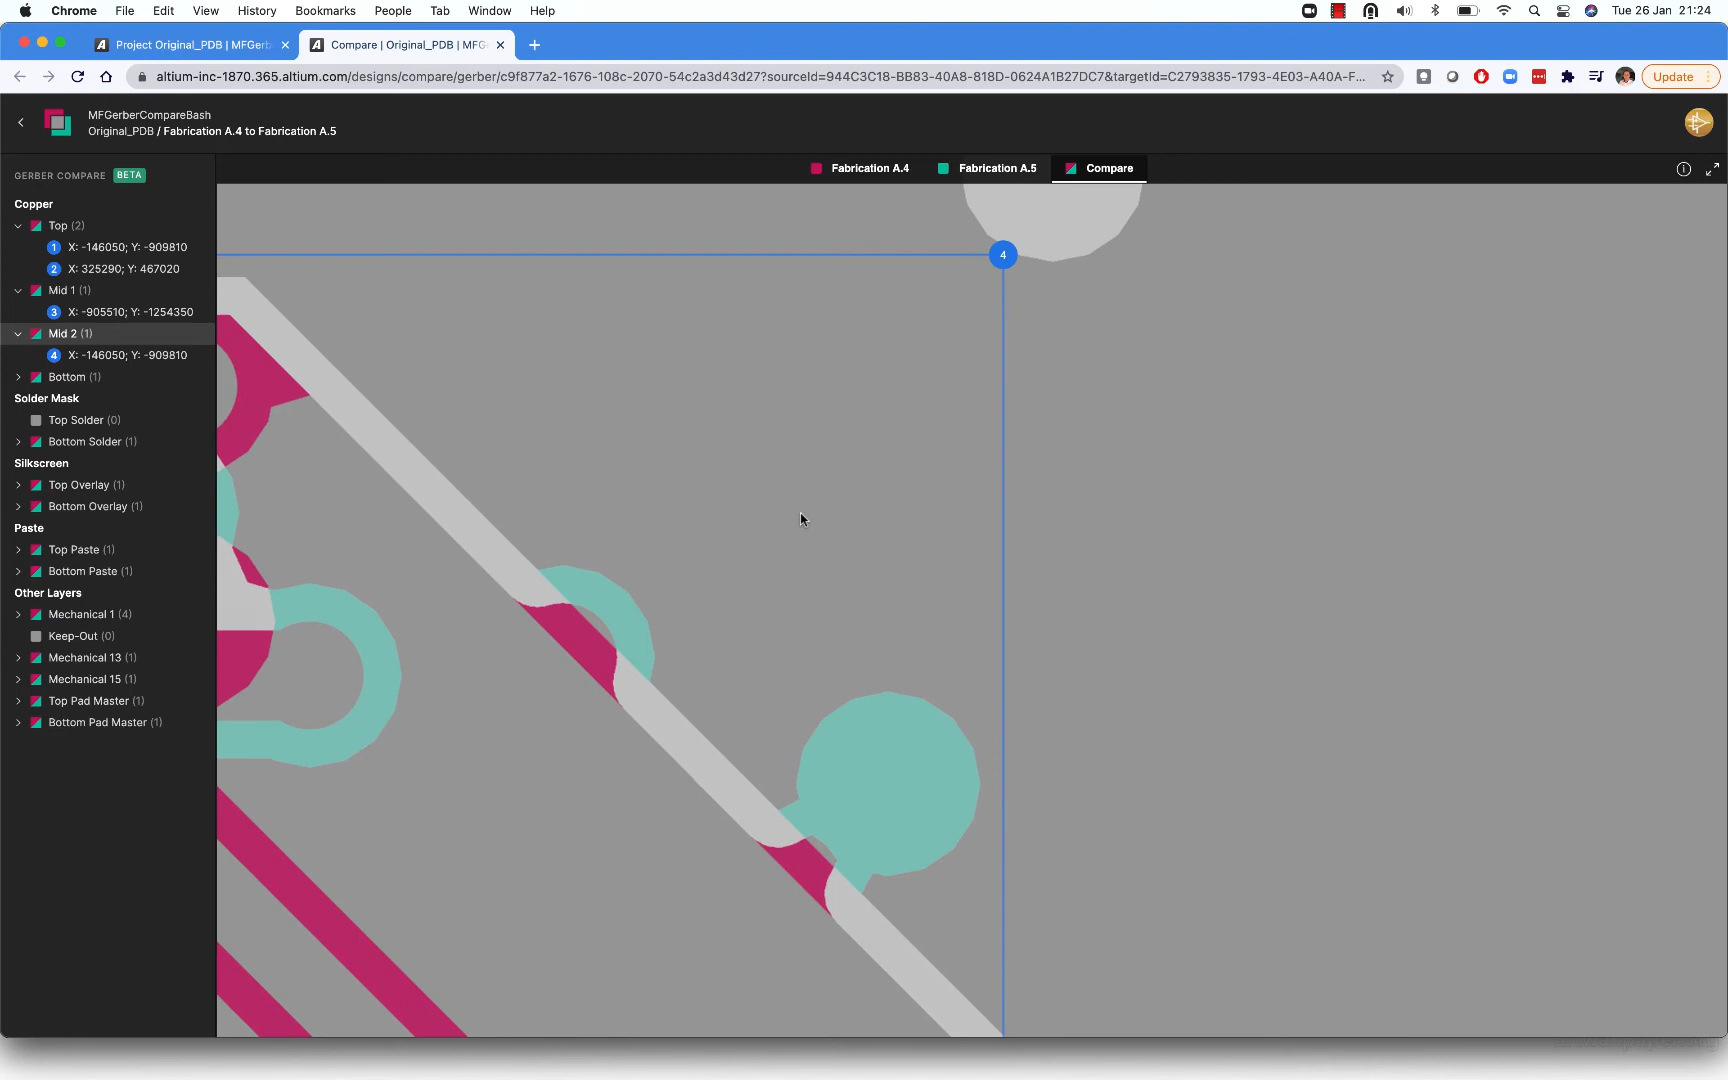 Chrome File Edit View History Bookmarks People Tab Window Help Tue 26 Jan 21:24
Project Original_PDB | MFGerb Compare | Original_PDB | MFG
altium-inc-1870.365.altium.com/designs/compare/gerber/c9f877a2-1676-108c-2070-54c2a3d43d27?sourceId=944C3C18-BB83-40A8-818D-0624A1B27DC7&targetId=C2793835-1793-4E03-A40A-F... Update
MFGerberCompareBash
Original_PDB / Fabrication A.4 to Fabrication A.5
GERBER COMPARE BETA
Fabrication A.4 Fabrication A.5 Compare
Copper
Top (2)
1 X: -146050; Y: -909810
2 X: 325290; Y: 467020
Mid 1 (1)
3 X: -905510; Y: -1254350
Mid 2 (1)
4 X: -146050; Y: -909810
Bottom (1)
Solder Mask
Top Solder (0)
Bottom Solder (1)
Silkscreen
Top Overlay (1)
Bottom Overlay (1)
Paste
Top Paste (1)
Bottom Paste (1)
Other Layers
Mechanical 1 (4)
Keep-Out (0)
Mechanical 13 (1)
Mechanical 15 (1)
Top Pad Master (1)
Bottom Pad Master (1)
4